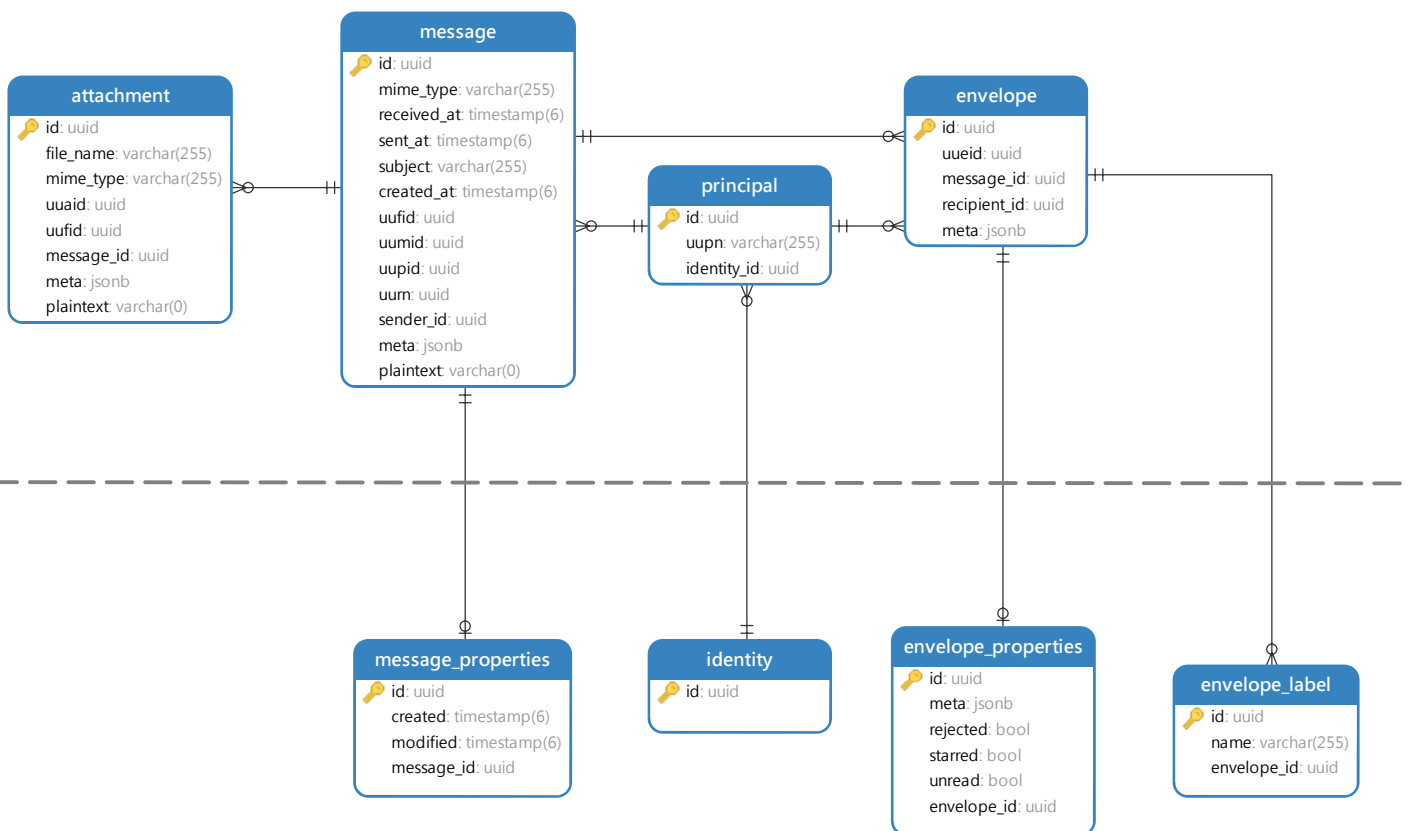 message
id: uuid
mime_type: varchar(255)
received_at: timestamp(6)
sent_at: timestamp(6)
subject: varchar(255)
created_at: timestamp(6)
uufid: uuid
uumid: uuid
uupid: uuid
uurn: uuid
sender_id: uuid
meta: jsonb
plaintext: varchar(0)
attachment
id: uuid
file_name: varchar(255)
mime_type: varchar(255)
uuaid: uuid
uufid: uuid
message_id: uuid
meta: jsonb
plaintext: varchar(0)
principal
id: uuid
uupn: varchar(255)
identity_id: uuid
envelope
id: uuid
uueid: uuid
message_id: uuid
recipient_id: uuid
meta: jsonb
message_properties
id: uuid
created: timestamp(6)
modified: timestamp(6)
message_id: uuid
identity
id: uuid
envelope_properties
id: uuid
meta: jsonb
rejected: bool
starred: bool
unread: bool
envelope_id: uuid
envelope_label
id: uuid
name: varchar(255)
envelope_id: uuid